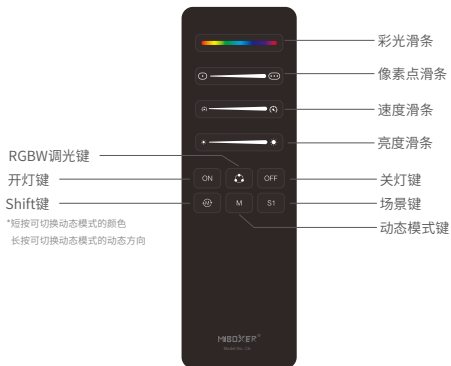 彩光滑条
像素点滑条
速度滑条
亮度滑条
RGBW调光键
开灯键
Shift键
*短按可切换动态模式的颜色
长按可切换动态模式的动态方向
ON
OFF
M
S1
关灯键
场景键
动态模式键
MIBOXER®